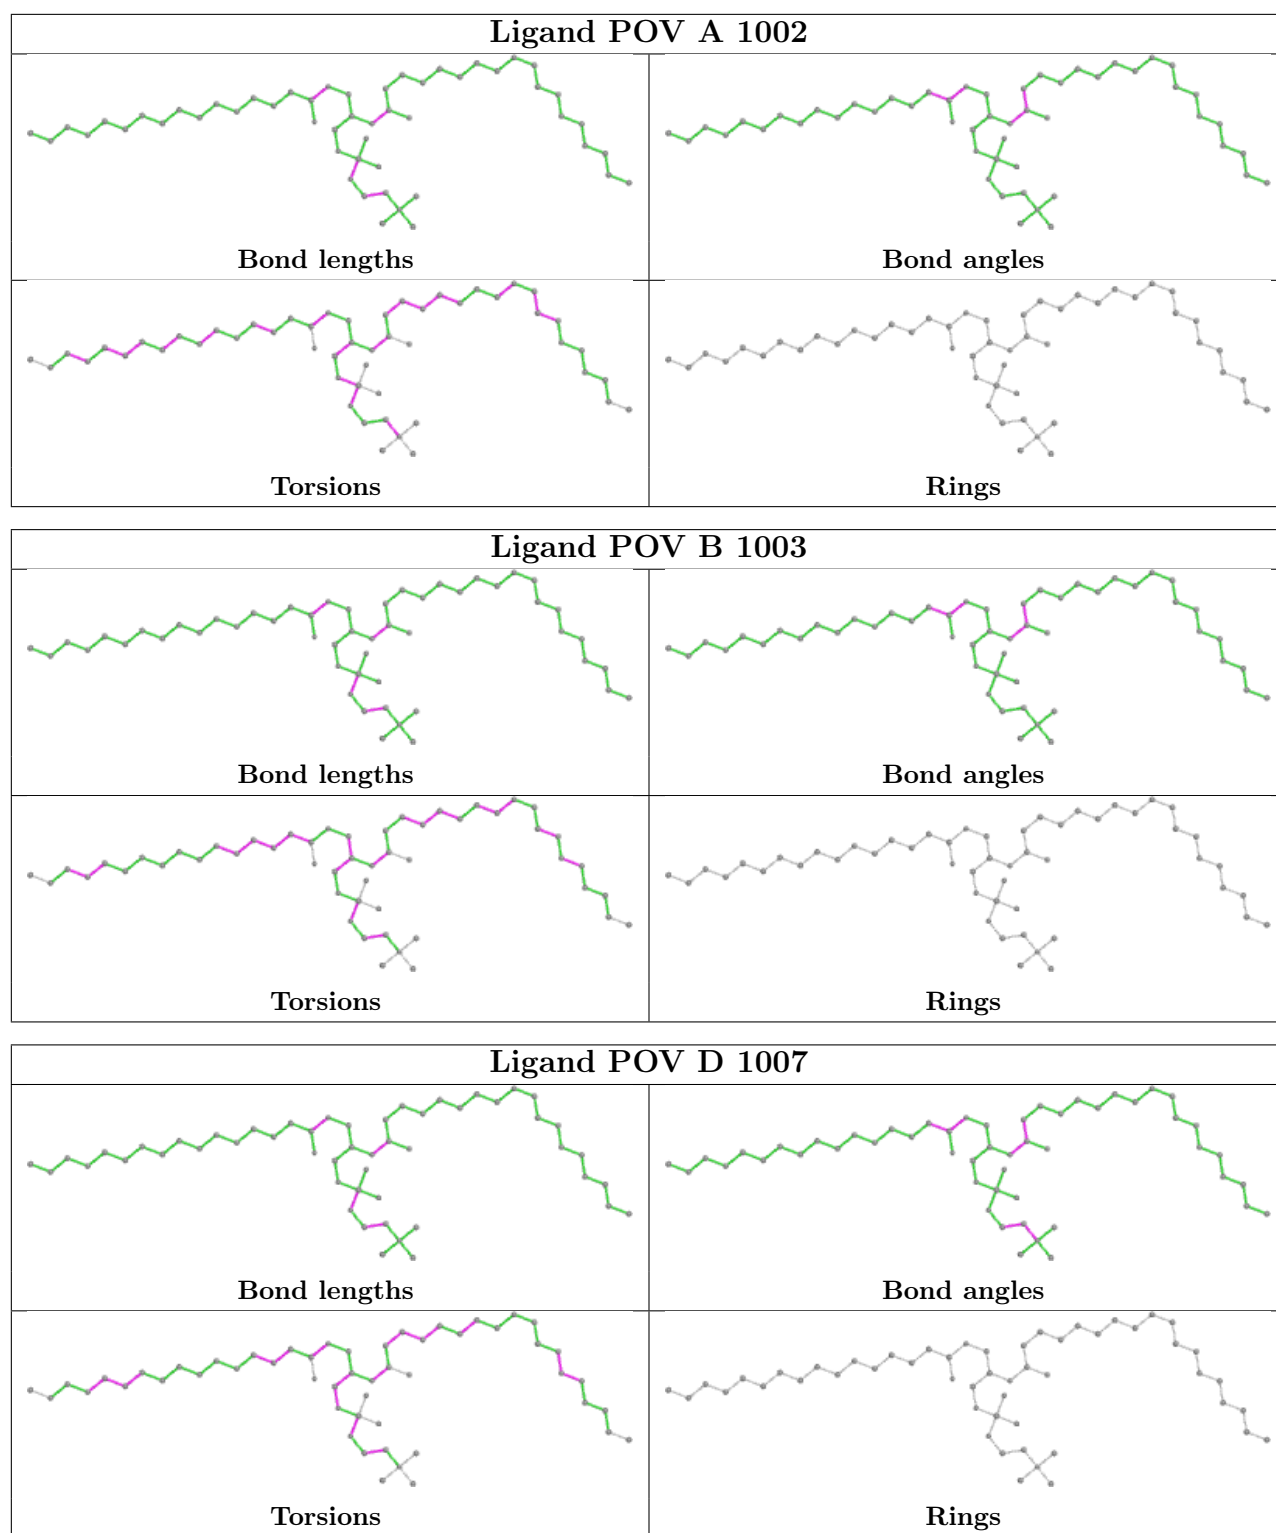 Ligand POV A 1002
Bond lengths
Bond angles
Torsions
Rings
Ligand POV B 1003
Bond lengths
Bond angles
Torsions
Rings
Ligand POV D 1007
Bond lengths
Bond angles
Torsions
Rings